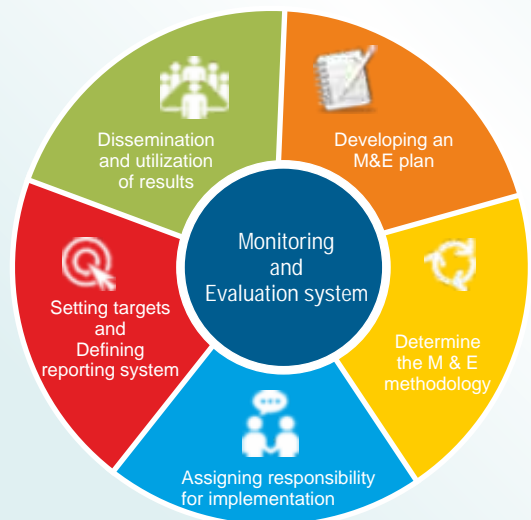 Developing an
M&E plan
Determine
the M & E
methodology
Assigning responsibility
for implementation
Setting targets
and
Defining
reporting system
Dissemination
and utilization
of results
Monitoring
and
Evaluation system